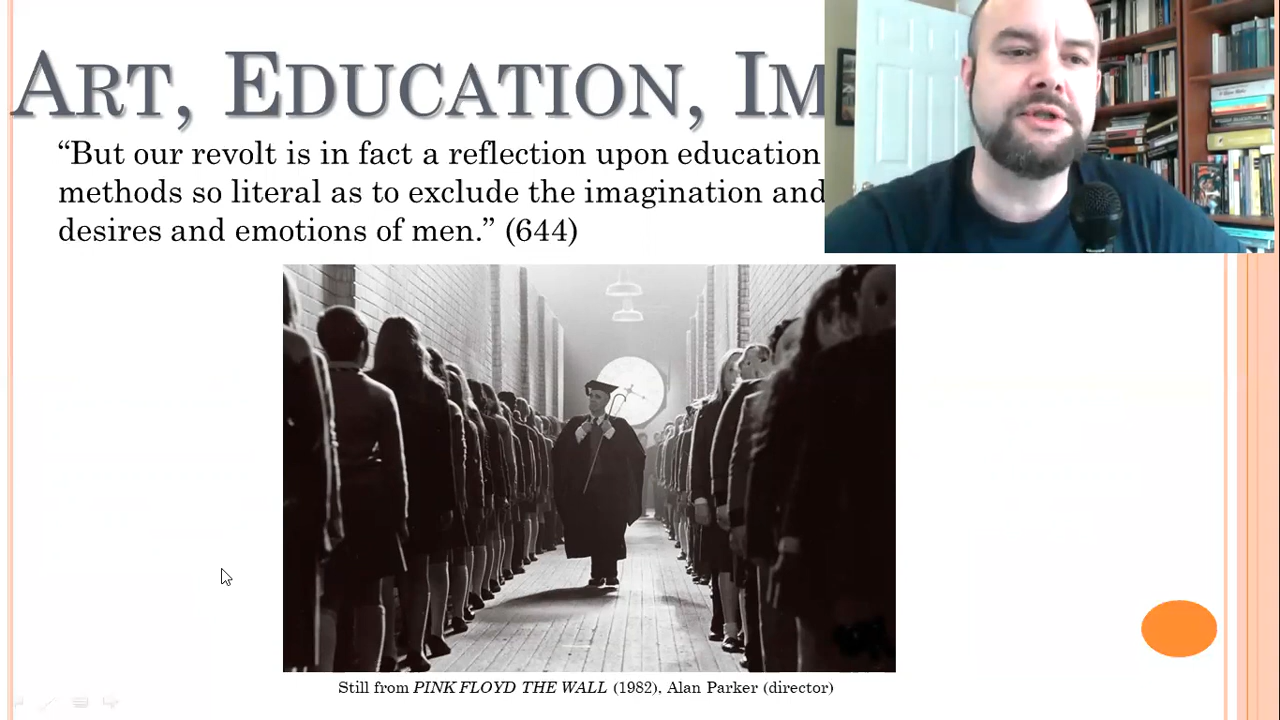 ART, EDUCATION, IM
“But our revolt is in fact a reflection upon education
methods so literal as to exclude the imagination and
desires and emotions of men.” (644)
Still from PINK FLOYD THE WALL (1982), Alan Parker (director)